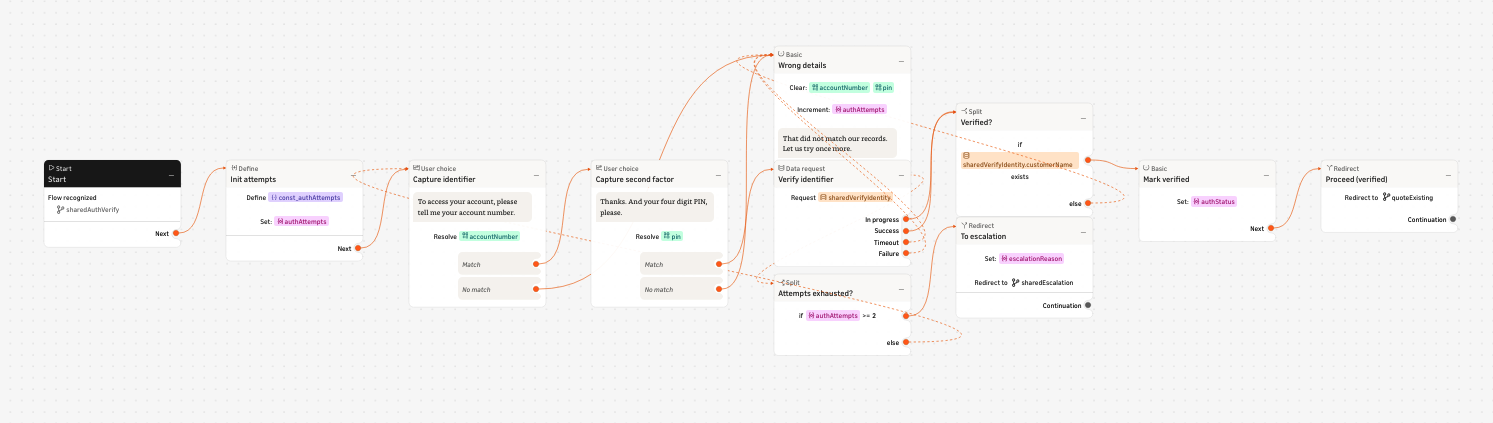 Start
Start
Flow recognized
sharedAuthVerify
Next
Define
Init attempts
Define const_authAttempts
Set: authAttempts
Next
User choice
Capture identifier
To access your account, please
tell me your account number.
Resolve accountNumber
Match
No match
User choice
Capture second factor
Thanks. And your four digit PIN,
please.
Resolve pin
Match
No match
Basic
Wrong details
Clear: accountNumber pin
Increment: authAttempts
That did not match our records.
Let us try once more.
Data request
Verify identifier
Request sharedVerifyIdentity.
In progress
Success
Timeout
Failure
Split
Attempts exhausted?
if authAttempts >= 2
else
Split
Verified?
if
sharedVerifyIdentity.customerName
exists
else
Redirect
To escalation
Set: escalationReason
Redirect to sharedEscalation
Continuation
Basic
Mark verified
Set: authStatus
Next
Redirect
Proceed (verified)
Redirect to quoteExisting
Continuation